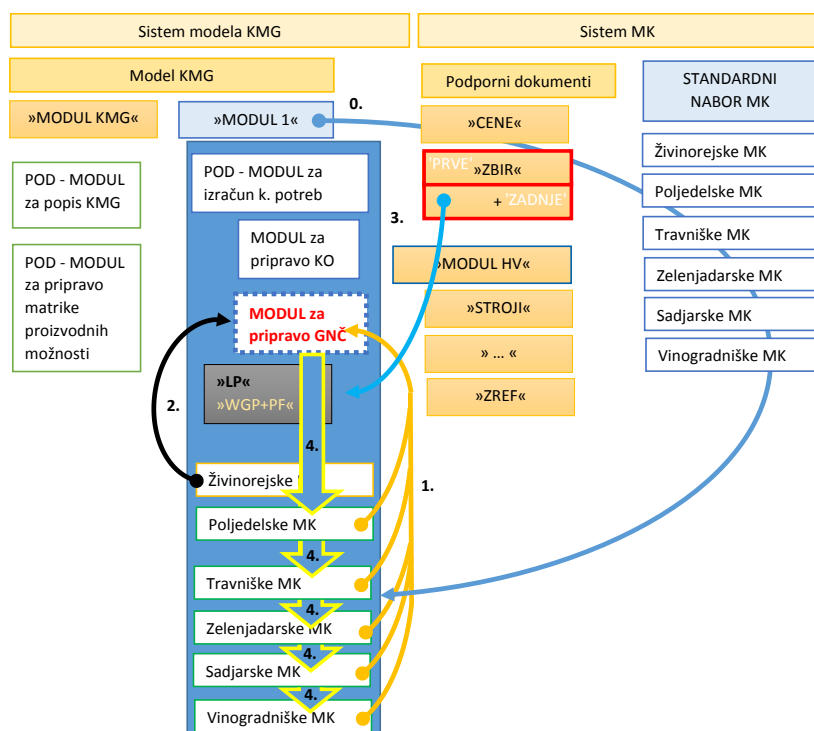 Sistem modela KMG
Sistem MK
Model KMG
Podporni dokumenti
STANDARDNI
NABOR MK
»MODUL KMG«
»MODUL 1«
0.
»CENE«
POD - MODUL
za popis KMG
POD - MODUL
za pripravo
matrike
proizvodnih
možnosti
POD - MODUL za
izračun k. potreb
MODUL za
pripravo KO
MODUL za
pripravo GNČ
»LP«
»WGP+PF«
2.
4.
Živinorejske
Poljedelske MK
4.
Travniške MK
4.
Zelenjadarske MK
4.
Sadjarske MK
4.
Vinogradniške MK
3.
1.
'PRVE' »ZBIR«
+ 'ZADNJE'
»MODUL HV«
»STROJI«
» ... «
»ZREF«
Živinorejske MK
Poljedelske MK
Travniške MK
Zelenjadarske MK
Sadjarske MK
Vinogradniške MK